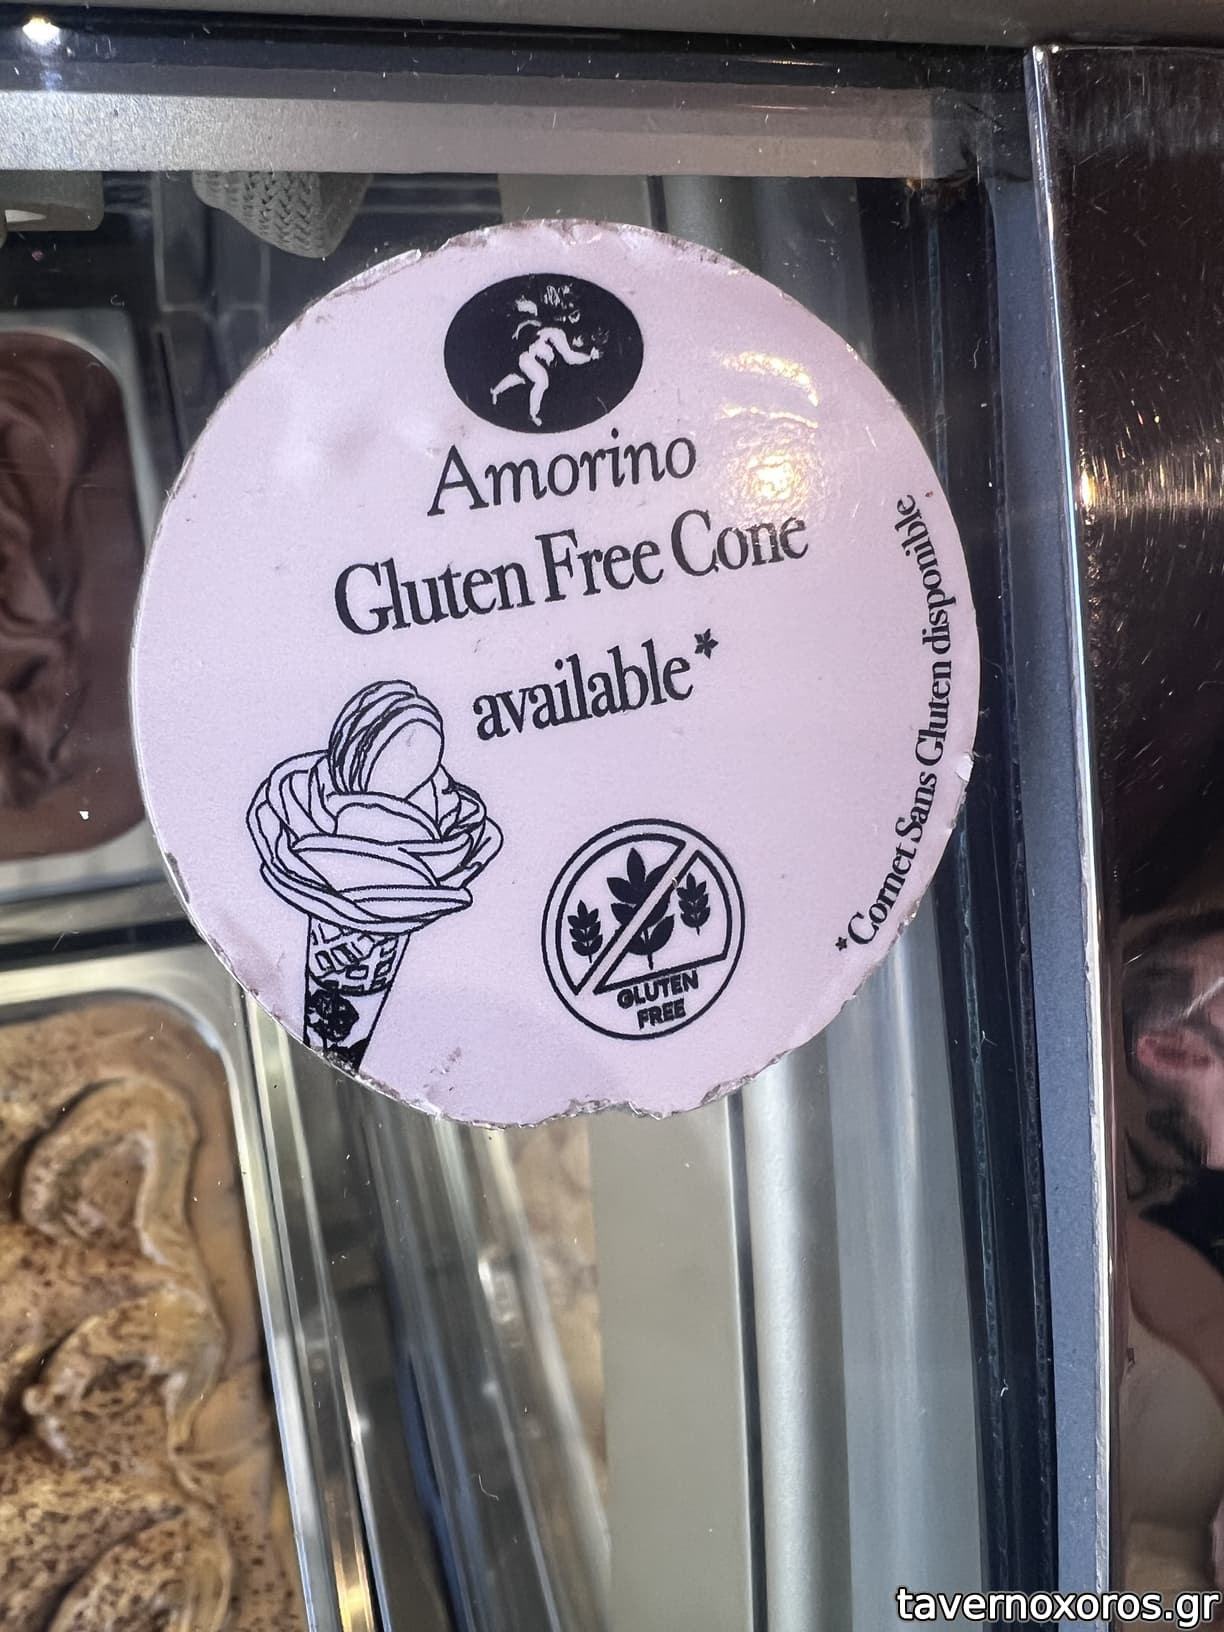 Amorino
Gluten Free Cone
available*
GLUTEN
FREE
*Cornet Sans Gluten disponible
tavernoxoros.gr